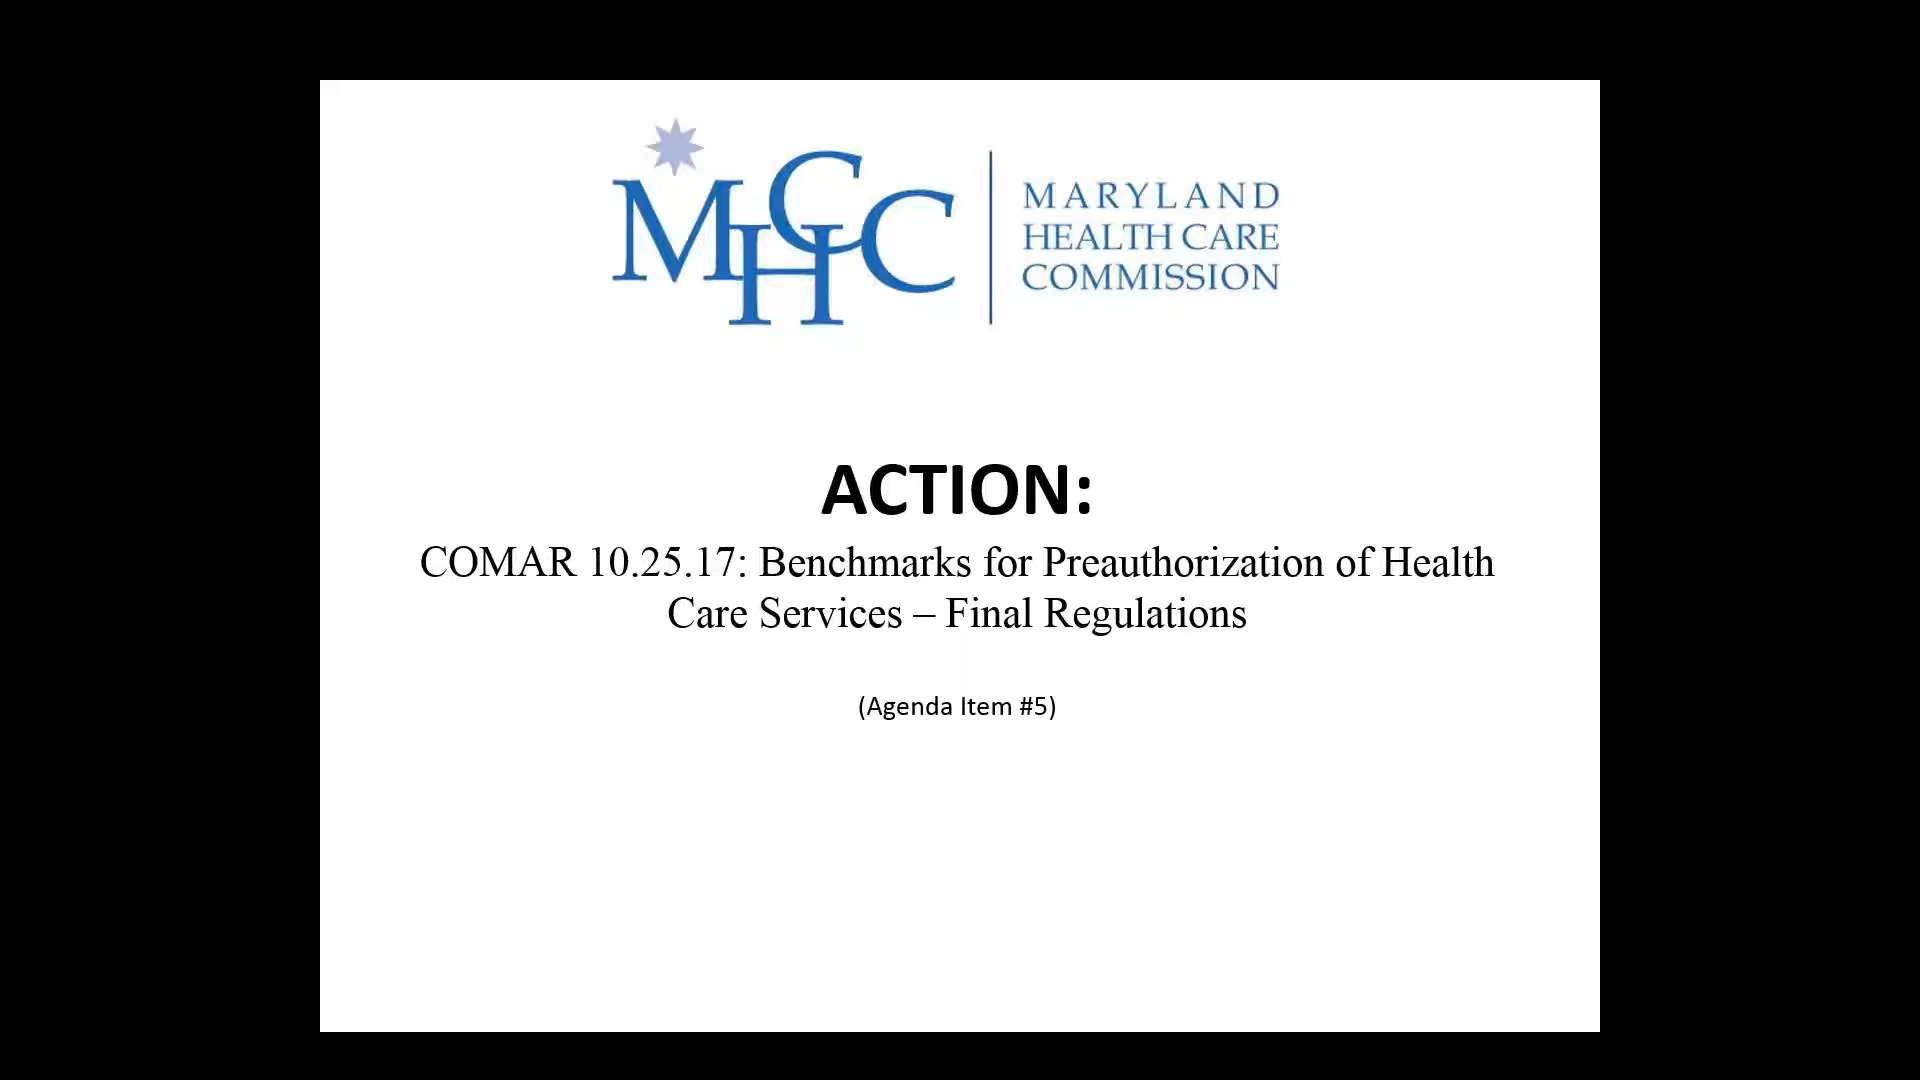 MHCC
MARYLAND
HEALTH CARE
COMMISSION
ACTION:
COMAR 10.25.17: Benchmarks for Preauthorization of Health
Care Services – Final Regulations
(Agenda Item #5)